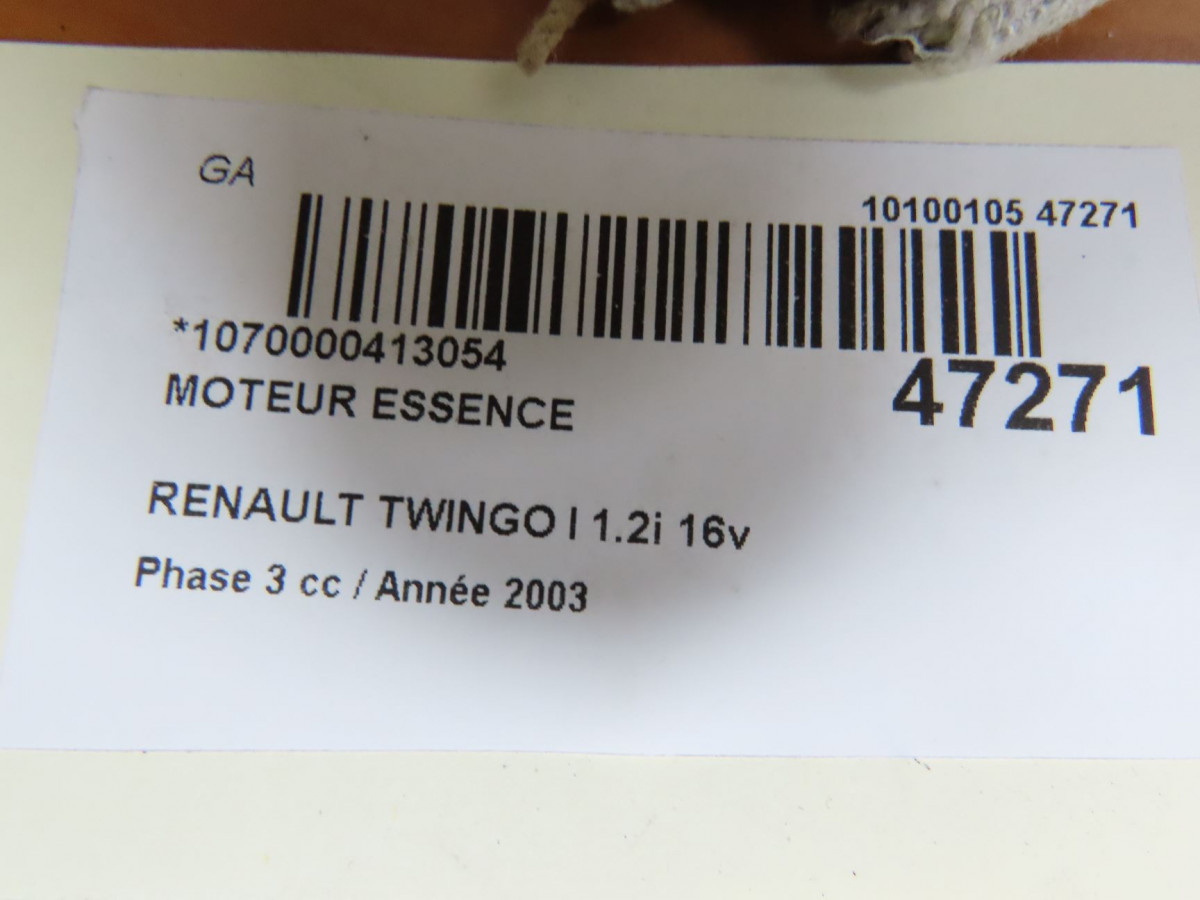 GA
10100105 47271
*1070000413054
47271
MOTEUR ESSENCE
RENAULT TWINGO I 1.2i 16v
Phase 3 cc / Année 2003